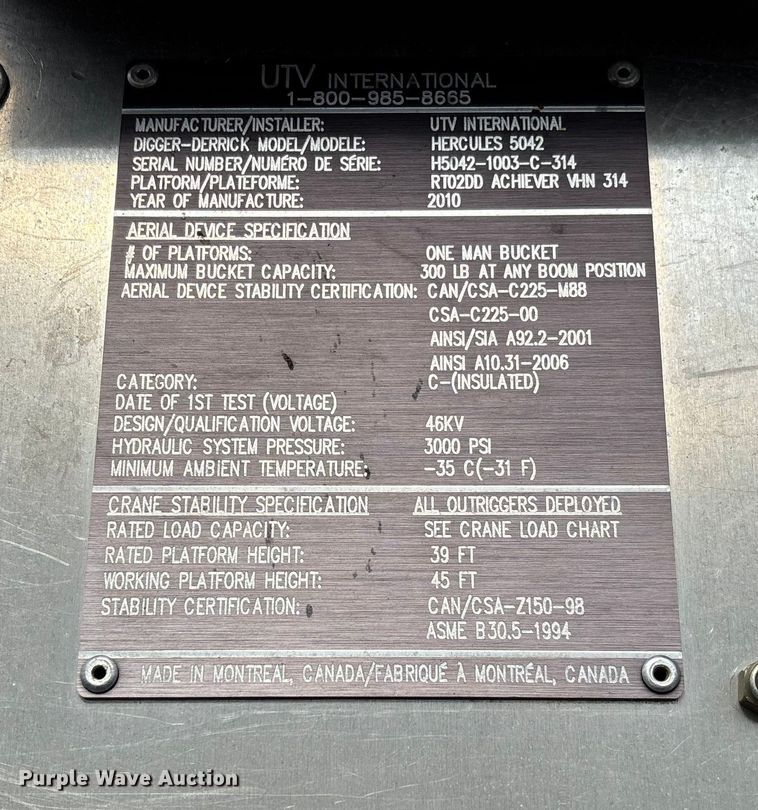 UTV INTERNATIONAL
1-800-985-8665
MANUFACTURER/INSTALLER: UTV INTERNATIONAL
DIGGER-DERRICK MODEL/MODELE: HERCULES 5042
SERIAL NUMBER/NUMÉRO DE SÉRIE: H5042-1003-C-314
PLATFORM/PLATEFORME: RT02DD ACHIEVER VHN 314
YEAR OF MANUFACTURE: 2010
AERIAL DEVICE SPECIFICATION
# OF PLATFORMS: ONE MAN BUCKET
MAXIMUM BUCKET CAPACITY: 300 LB AT ANY BOOM POSITION
AERIAL DEVICE STABILITY CERTIFICATION: CAN/CSA-C225-M88
CSA-C225-00
AINSI/SIA A92.2-2001
AINSI A10.31-2006
CATEGORY: C-(INSULATED)
DATE OF 1ST TEST (VOLTAGE)
DESIGN/QUALIFICATION VOLTAGE: 46KV
HYDRAULIC SYSTEM PRESSURE: 3000 PSI
MINIMUM AMBIENT TEMPERATURE: -35 C(-31 F)
CRANE STABILITY SPECIFICATION ALL OUTRIGGERS DEPLOYED
RATED LOAD CAPACITY: SEE CRANE LOAD CHART
RATED PLATFORM HEIGHT: 39 FT
WORKING PLATFORM HEIGHT: 45 FT
STABILITY CERTIFICATION: CAN/CSA-Z150-98
ASME B30.5-1994
MADE IN MONTREAL, CANADA/FABRIQUÉ À MONTRÉAL, CANADA
Purple Wave Auction